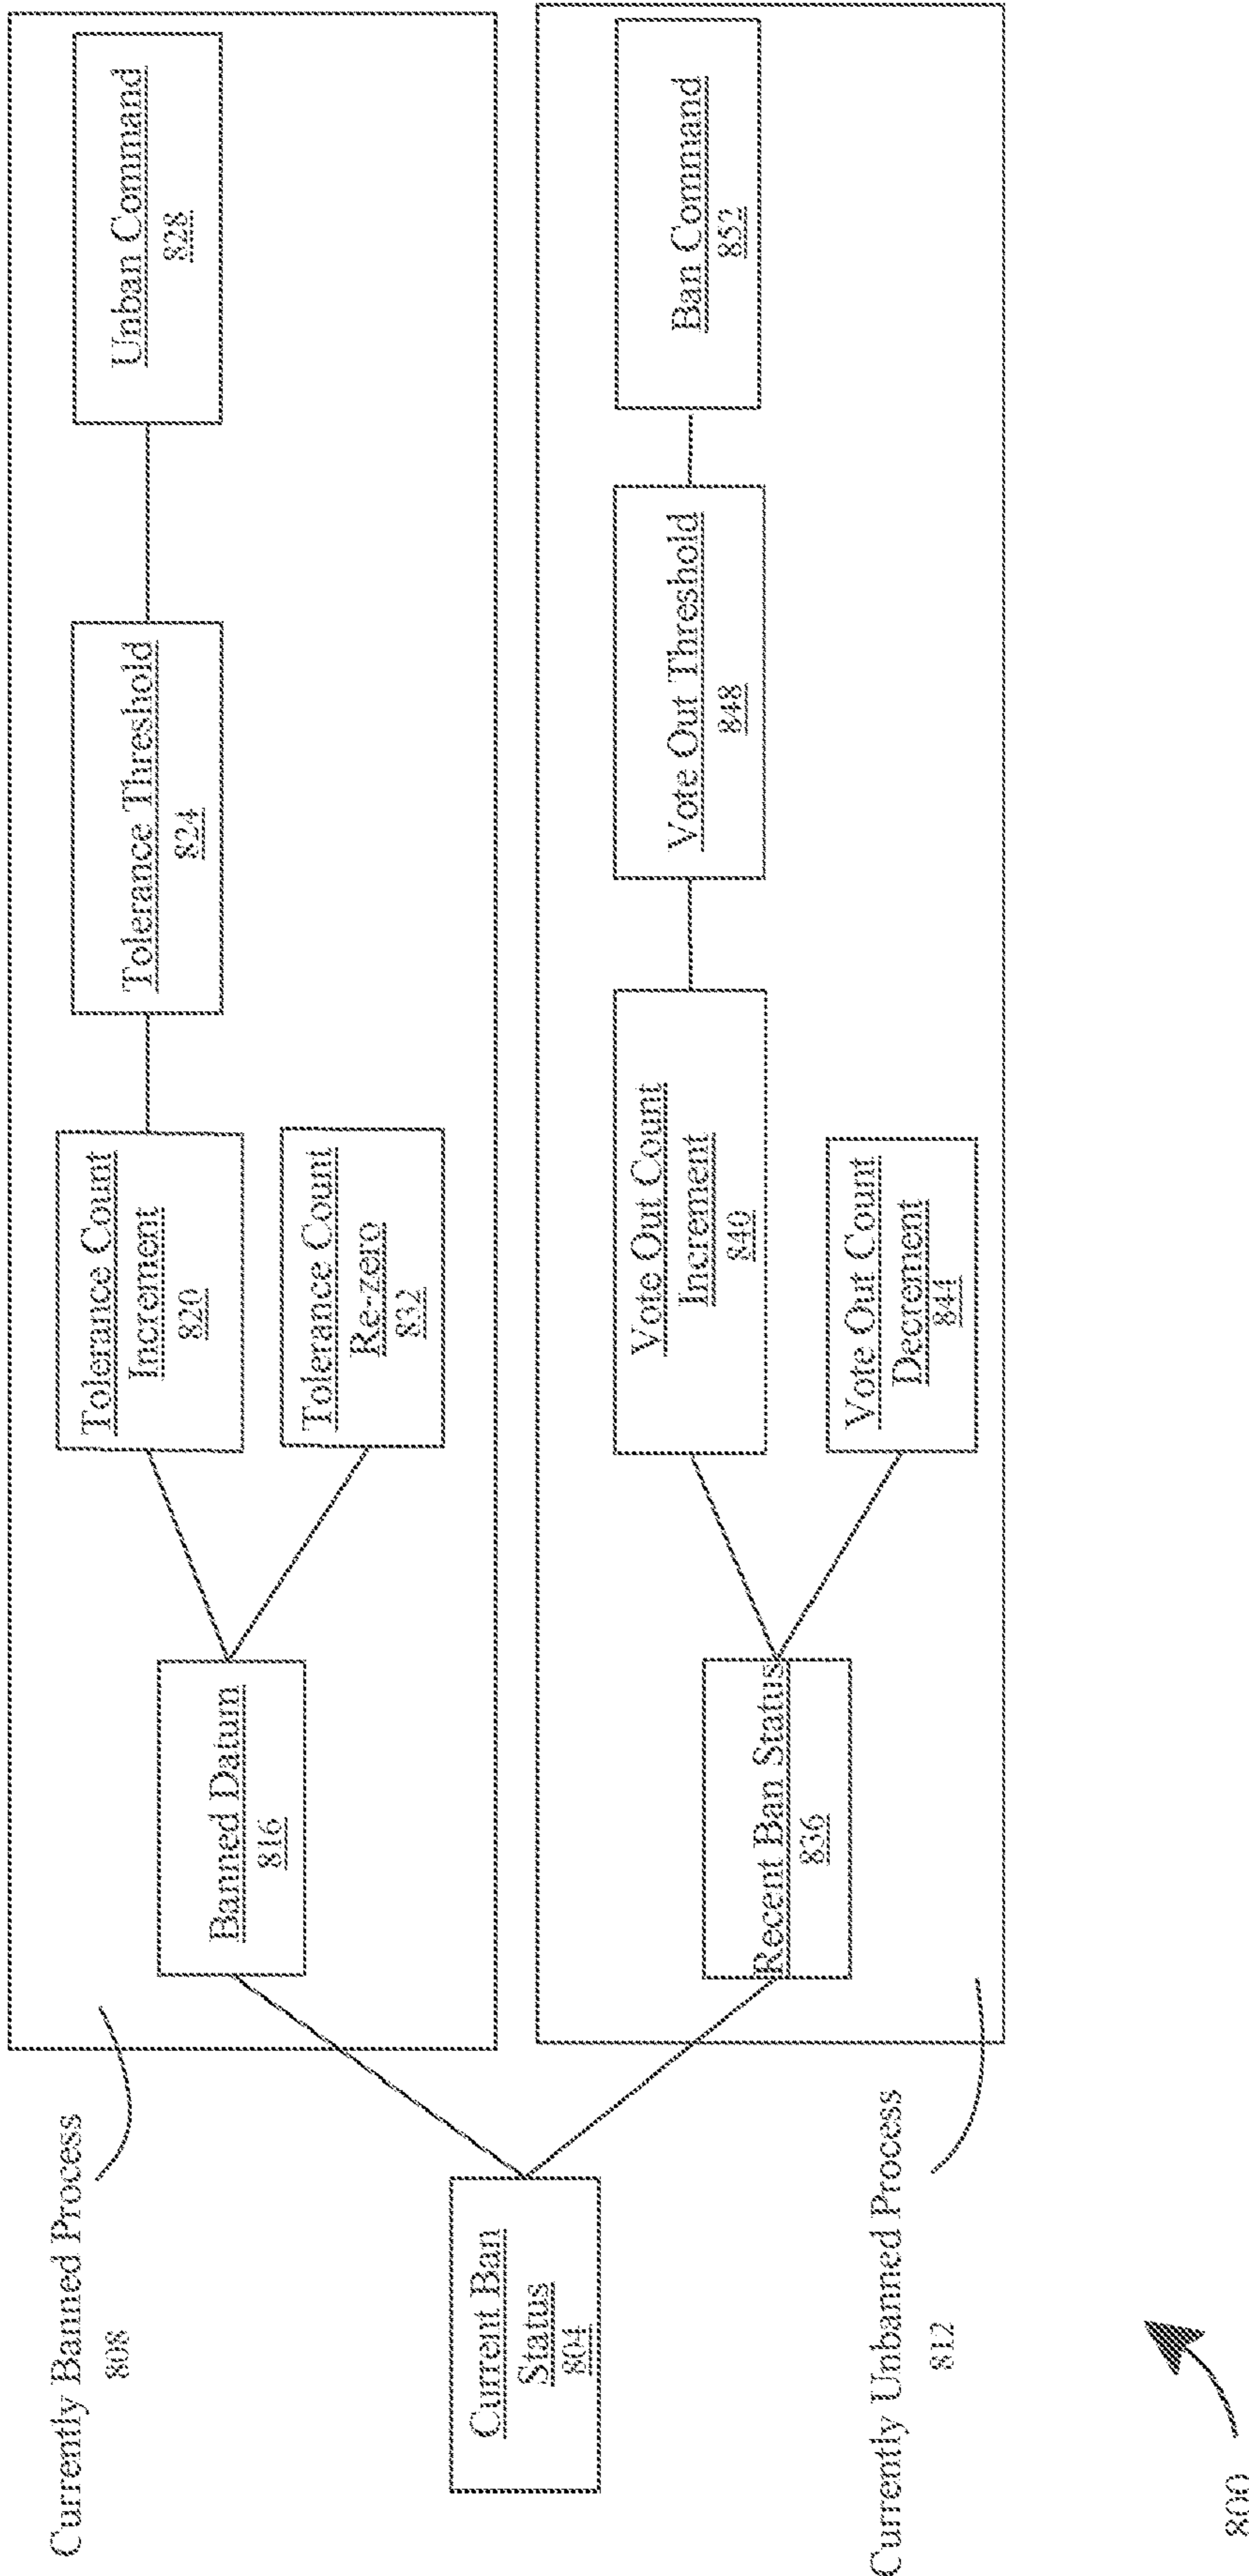 Currently Banned Process
808
Banned Datum
816
Tolerance Count
Increment
820
Tolerance Threshold
824
Unban Command
828
Tolerance Count
Re-zero
832
Current Ban
Status
804
Currently Unbanned Process
812
Recent Ban Status
836
Vote Out Count
Increment
840
Vote Out Threshold
848
Ban Command
852
Vote Out Count
Decrement
844
800